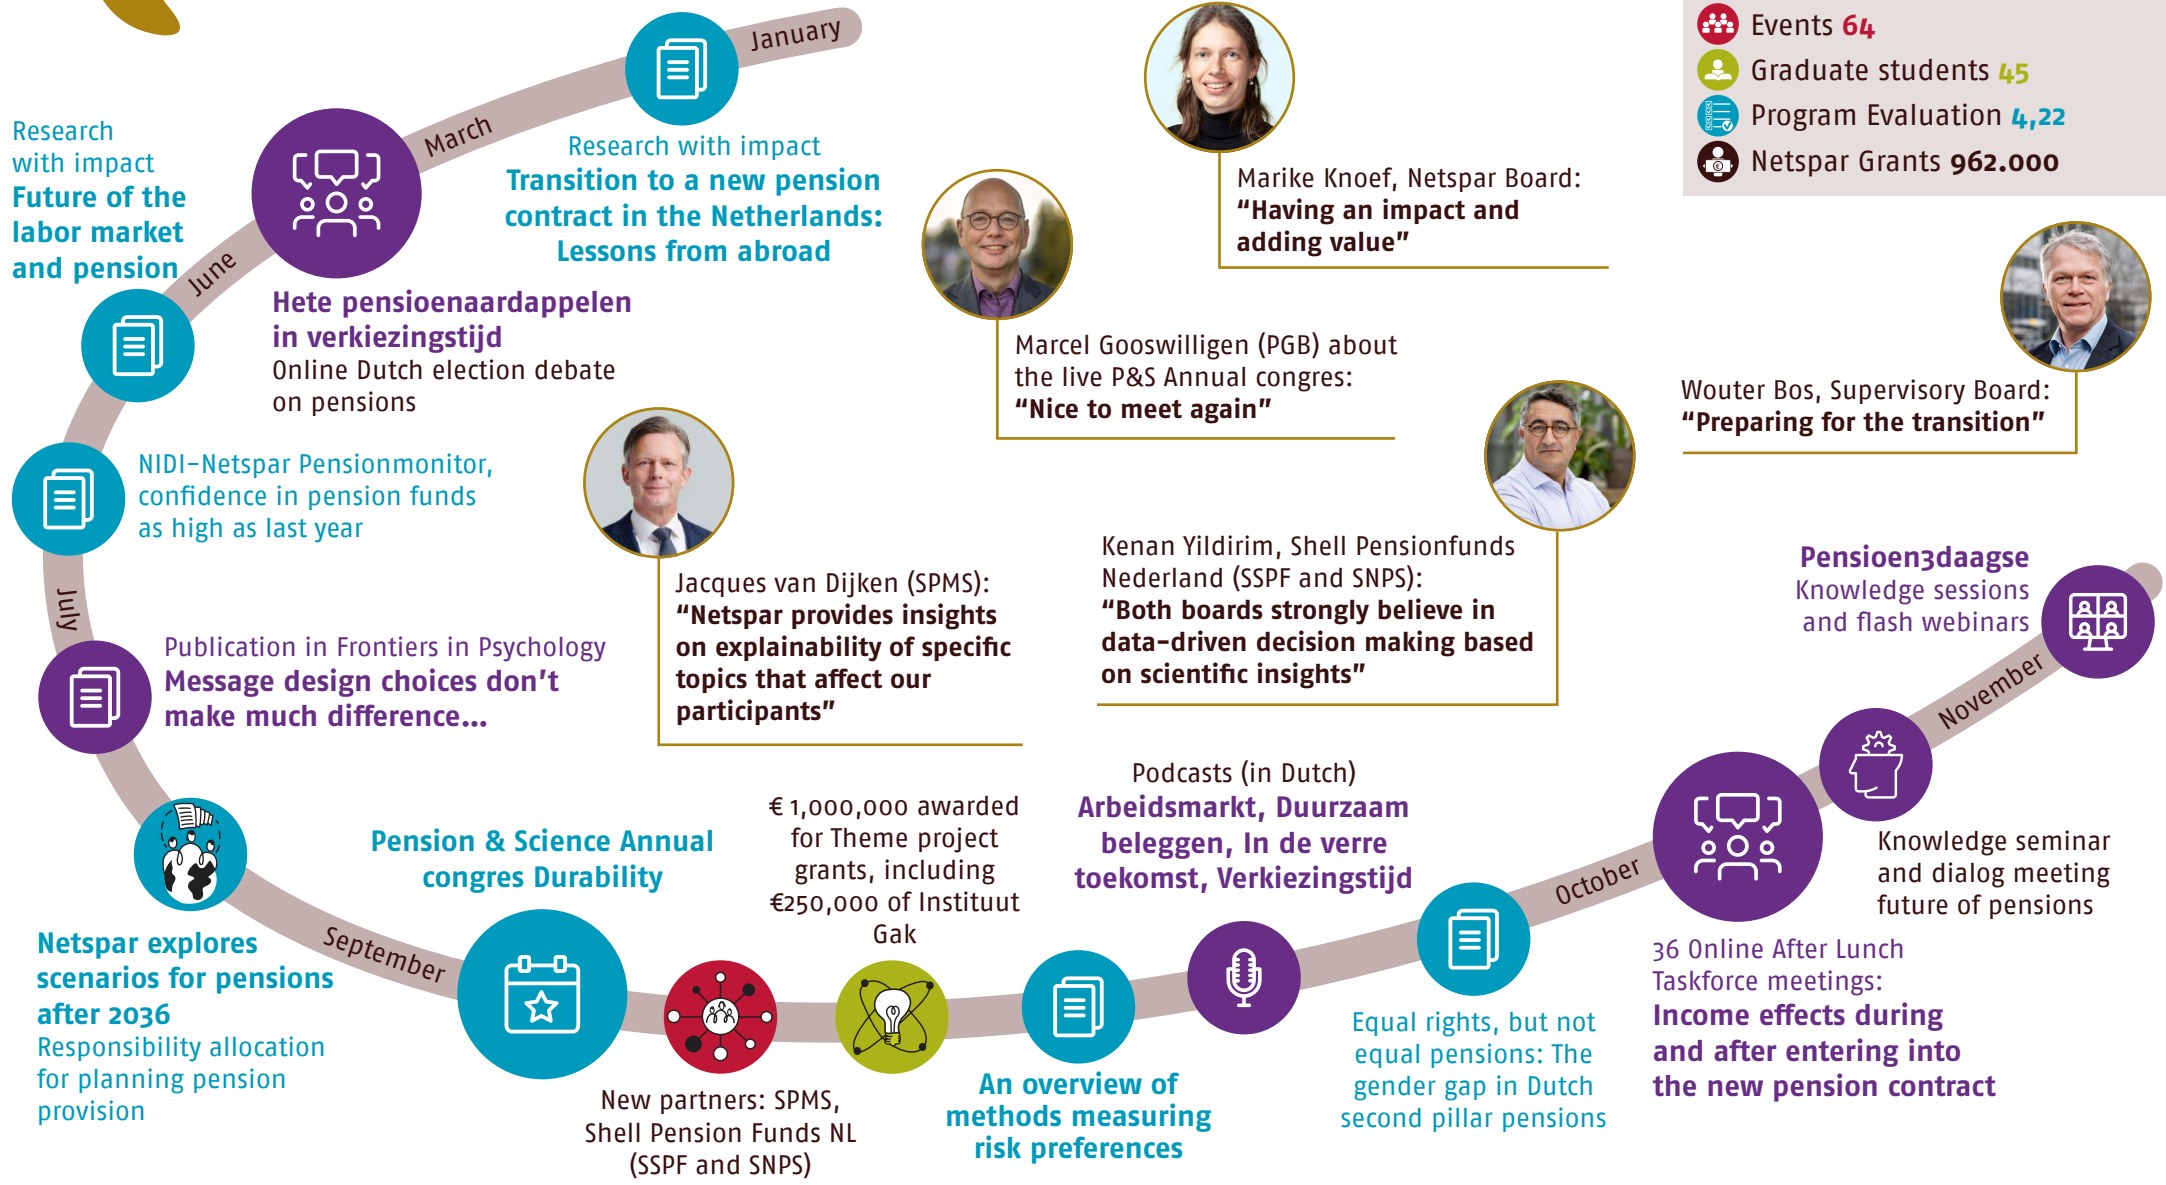 January
Research with impact
Transition to a new pension
contract in the Netherlands:
Lessons from abroad
March
Hete pensioenaardappelen
in verkiezingstijd
Online Dutch election debate
on pensions
June
Research
with impact
Future of the
labor market
and pension
NIDI-Netspar Pensionmonitor,
confidence in pension funds
as high as last year
July
Publication in Frontiers in Psychology
Message design choices don't
make much difference...
Netspar explores
scenarios for pensions
after 2036
Responsibility allocation
for planning pension
provision
September
Pension & Science Annual
congres Durability
New partners: SPMS,
Shell Pension Funds NL
(SSPF and SNPS)
€ 1,000,000 awarded
for Theme project
grants, including
€250,000 of Instituut
Gak
An overview of
methods measuring
risk preferences
Podcasts (in Dutch)
Arbeidsmarkt, Duurzaam
beleggen, In de verre
toekomst, Verkiezingstijd
Equal rights, but not
equal pensions: The
gender gap in Dutch
second pillar pensions
October
36 Online After Lunch
Taskforce meetings:
Income effects during
and after entering into
the new pension contract
Knowledge seminar
and dialog meeting
future of pensions
November
Pensioen3daagse
Knowledge sessions
and flash webinars
Marike Knoef, Netspar Board:
“Having an impact and
adding value”
Marcel Gooswilligen (PGB) about
the live P&S Annual congres:
“Nice to meet again”
Jacques van Dijken (SPMS):
“Netspar provides insights
on explainability of specific
topics that affect our
participants”
Kenan Yildirim, Shell Pensionfunds
Nederland (SSPF and SNPS):
“Both boards strongly believe in
data-driven decision making based
on scientific insights”
Wouter Bos, Supervisory Board:
“Preparing for the transition”
Events 64
Graduate students 45
Program Evaluation 4,22
Netspar Grants 962.000